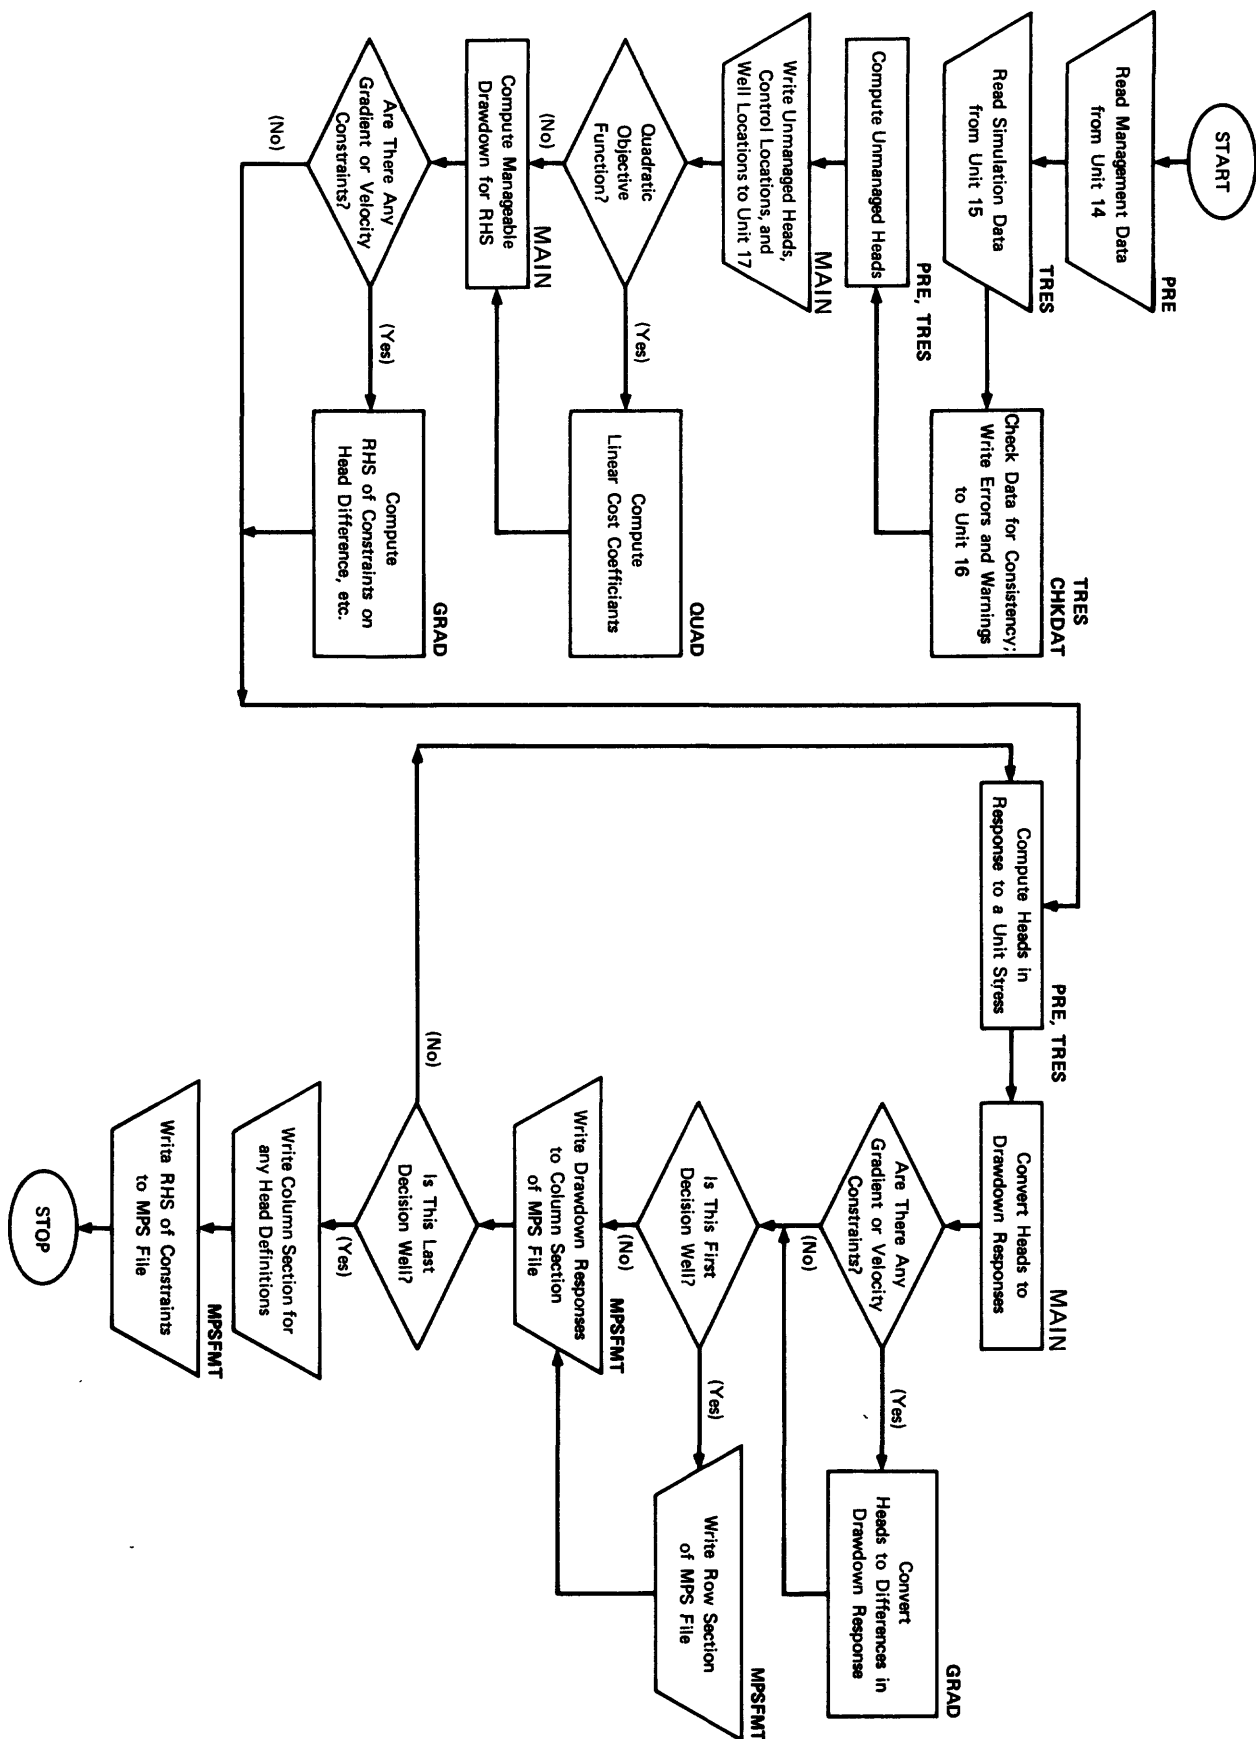 START
PRE
Read Management Data
from Unit 14
TRES
Read Simulation Data
from Unit 15
TRES
CHKDAT
Check Data for Consistency;
Write Errors and Warnings
to Unit 16
PRE, TRES
Compute Unmanaged Heads
MAIN
Write Unmanaged Heads,
Control Locations, and
Well Locations to Unit 17
Quadratic
Objective
Function?
(Yes)
(No)
QUAD
Compute
Linear Cost Coefficiants
MAIN
Compute Manageable
Drawdown for RHS
Are There Any
Gradient or Velocity
Constraints?
(Yes)
(No)
GRAD
Compute
RHS of Constraints on
Head Difference, etc.
PRE, TRES
Compute Heads in
Response to a Unit Stress
MAIN
Convert Heads to
Drawdown Responses
Are There Any
Gradient or Velocity
Constraints?
(Yes)
(No)
GRAD
Convert
Heads to Differences in
Drawdown Response
Is This First
Decision Well?
(Yes)
(No)
MPSFMT
Write Row Section
of MPS File
MPSFMT
Write Drawdown Responses
to Column Section
of MPS File
Is This Last
Decision Well?
(No)
(Yes)
Write Column Section for
any Head Definitions
MPSFMT
Writa RHS of Constraints
to MPS File
STOP